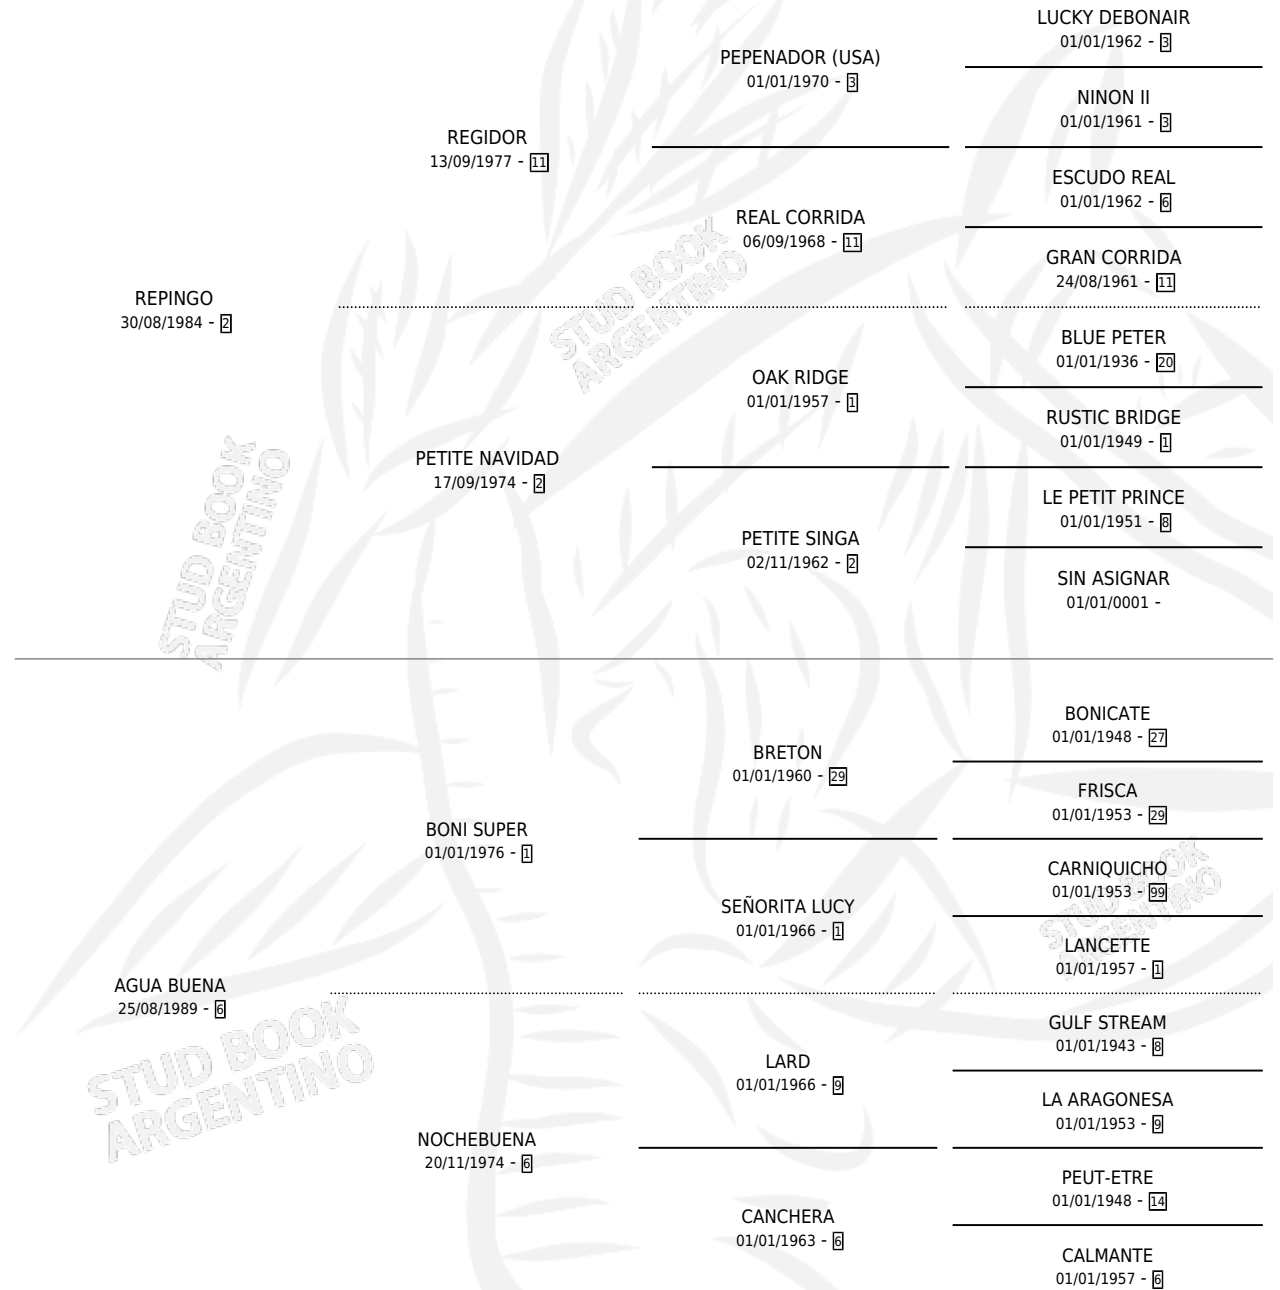 LUCKY DEBONAIR
01/01/1962 - 3
PEPENADOR (USA)
01/01/1970 - 3
NINON II
01/01/1961 - 3
REGIDOR
13/09/1977 - 11
ESCUDO REAL
01/01/1962 - 6
REAL CORRIDA
06/09/1968 - 11
GRAN CORRIDA
24/08/1961 - 11
REPINGO
30/08/1984 - 2
BLUE PETER
01/01/1936 - 20
OAK RIDGE
01/01/1957 - 1
RUSTIC BRIDGE
01/01/1949 - 1
PETITE NAVIDAD
17/09/1974 - 2
LE PETIT PRINCE
01/01/1951 - 8
PETITE SINGA
02/11/1962 - 2
SIN ASIGNAR
01/01/0001 -
BONICATE
01/01/1948 - 27
BRETON
01/01/1960 - 29
FRISCA
01/01/1953 - 29
BONI SUPER
01/01/1976 - 1
CARNIQUICHO
01/01/1953 - 99
SEÑORITA LUCY
01/01/1966 - 1
LANCETTE
01/01/1957 - 1
AGUA BUENA
25/08/1989 - 6
GULF STREAM
01/01/1943 - 8
LARD
01/01/1966 - 9
LA ARAGONESA
01/01/1953 - 9
NOCHEBUENA
20/11/1974 - 6
PEUT-ETRE
01/01/1948 - 14
CANCHERA
01/01/1963 - 6
CALMANTE
01/01/1957 - 6
STUD BOOK
ARGENTINO
STUD BOOK
ARGENTINO
STUD BOOK
ARGENTINO
STUD BOOK
ARGENTINO